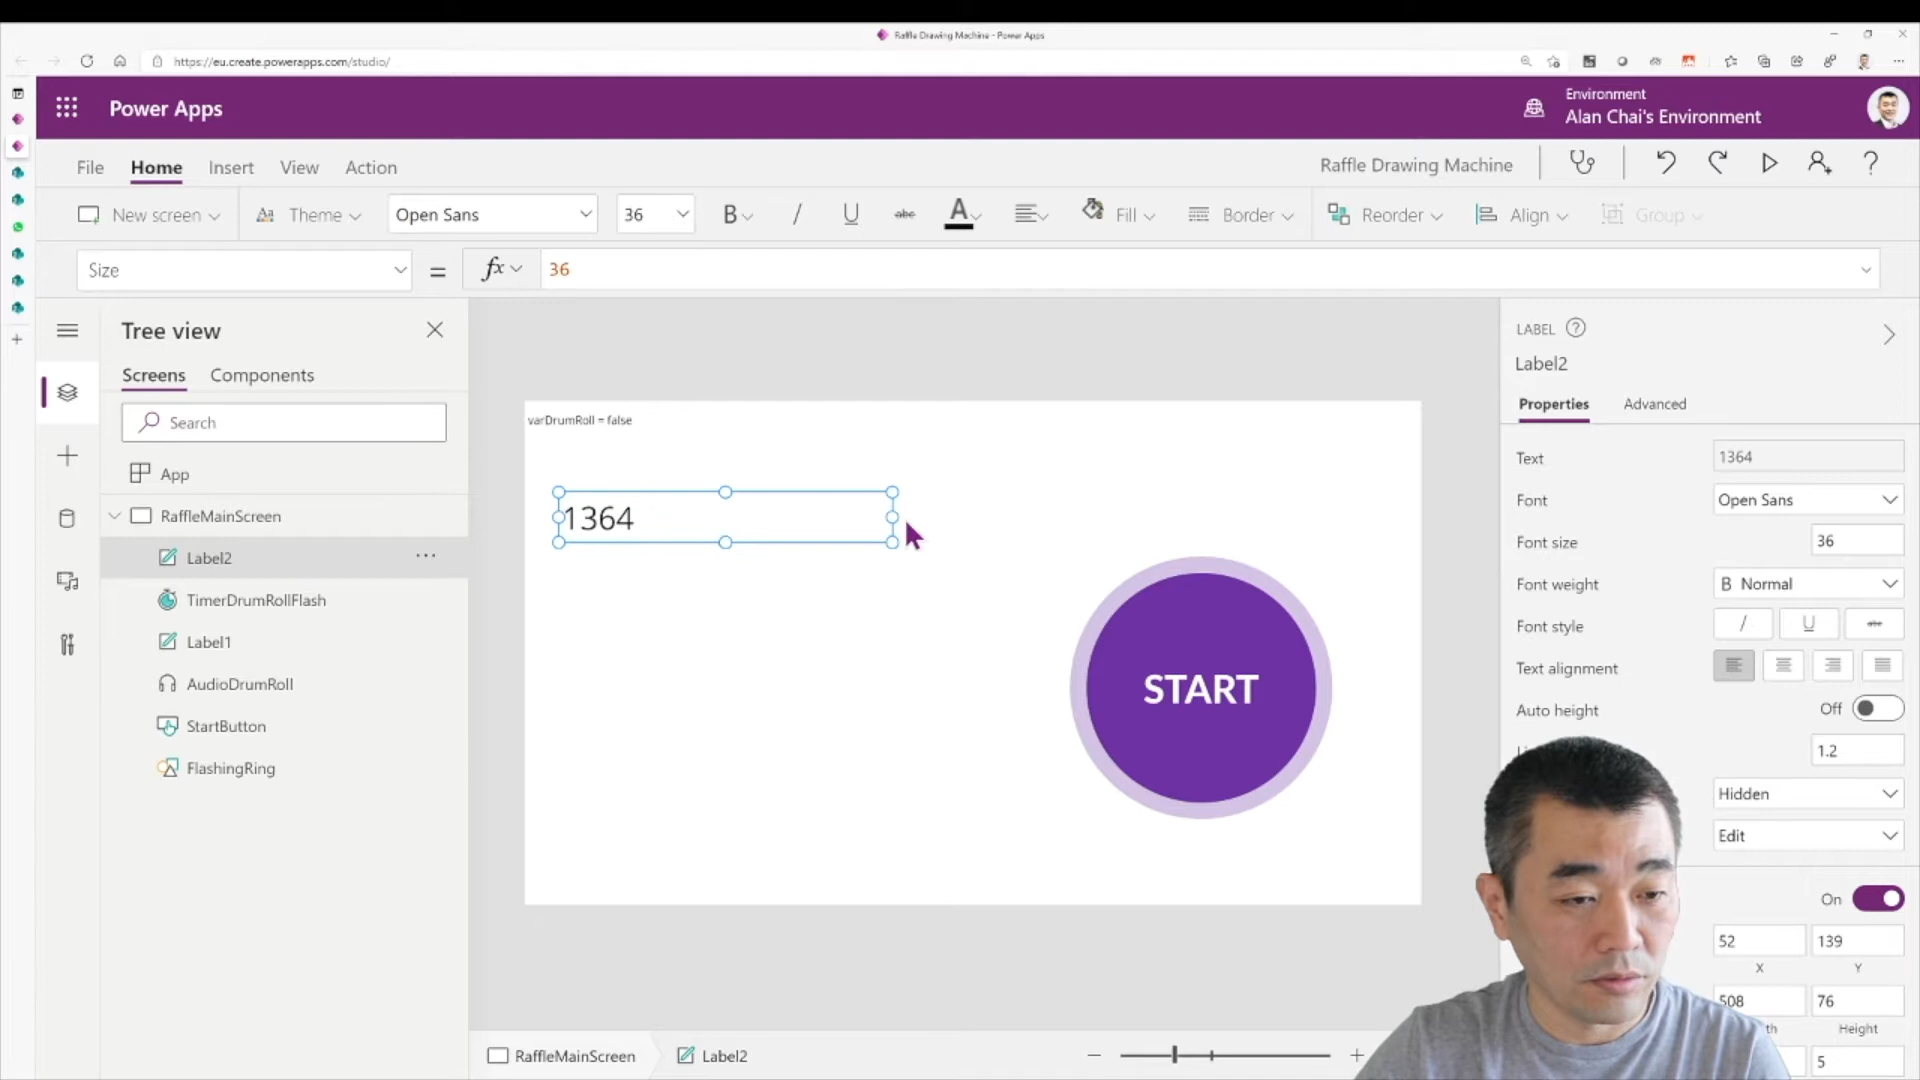 Raffle Drawing Machine - Power Apps
https://eu.create.powerapps.com/studio/
Power Apps
Environment
Alan Chai's Environment
File Home Insert View Action
Raffle Drawing Machine
New screen
Theme
Open Sans
36
B
/
U
abc
A
Fill
Border
Reorder
Align
Group
Size
=
fx
36
Tree view
Screens
Components
Search
App
RaffleMainScreen
Label2
TimerDrumRollFlash
Label1
AudioDrumRoll
StartButton
FlashingRing
varDrumRoll = false
1364
START
RaffleMainScreen
Label2
LABEL
Label2
Properties
Advanced
Text
1364
Font
Open Sans
Font size
36
Font weight
B Normal
Font style
/
U
abc
Text alignment
Auto height
Off
1.2
Hidden
Edit
On
52
139
X
Y
508
76
th
Height
5